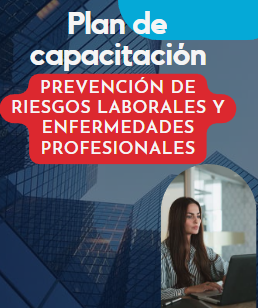 Plan de
capacitación
PREVENCIÓN DE
RIESGOS LABORALES Y
ENFERMEDADES
PROFESIONALES